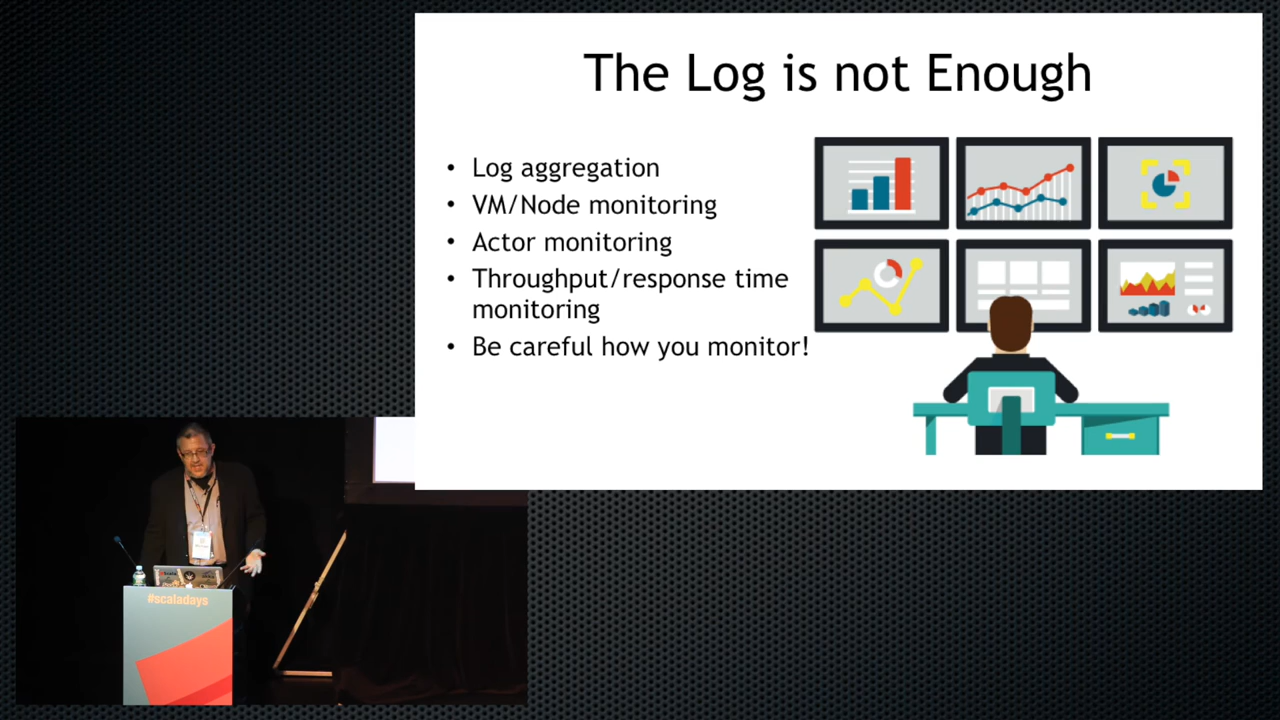 The Log is not Enough
• Log aggregation
• VM/Node monitoring
• Actor monitoring
• Throughput/response time
monitoring
• Be careful how you monitor!
#scaladays